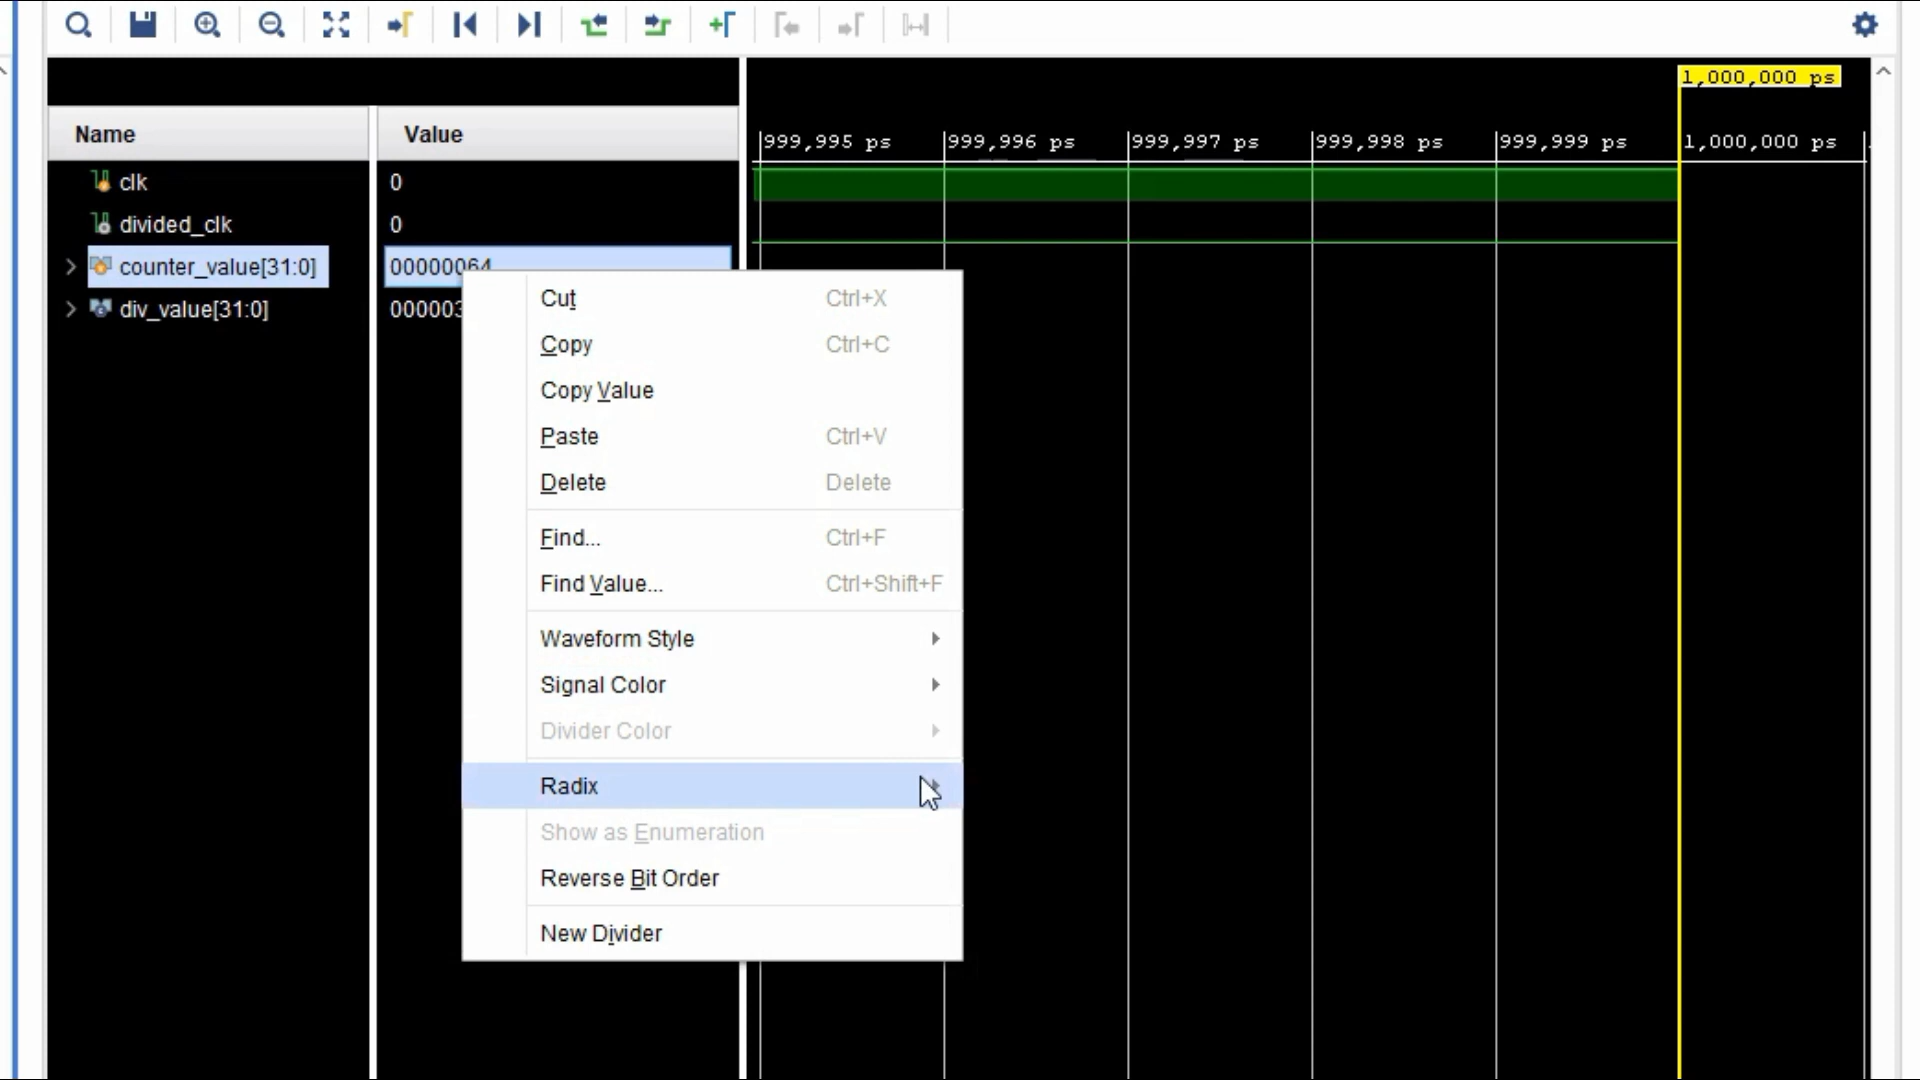 1,000,000 ps
Name Value
999,995 ps 999,996 ps 999,997 ps 999,998 ps 999,999 ps 1,000,000 ps
clk 0
divided_clk 0
counter_value[31:0] 00000064
div_value[31:0]
Cut Ctrl+X
Copy Ctrl+C
Copy Value
Paste Ctrl+V
Delete Delete
Find... Ctrl+F
Find Value... Ctrl+Shift+F
Waveform Style
Signal Color
Divider Color
Radix
Show as Enumeration
Reverse Bit Order
New Divider